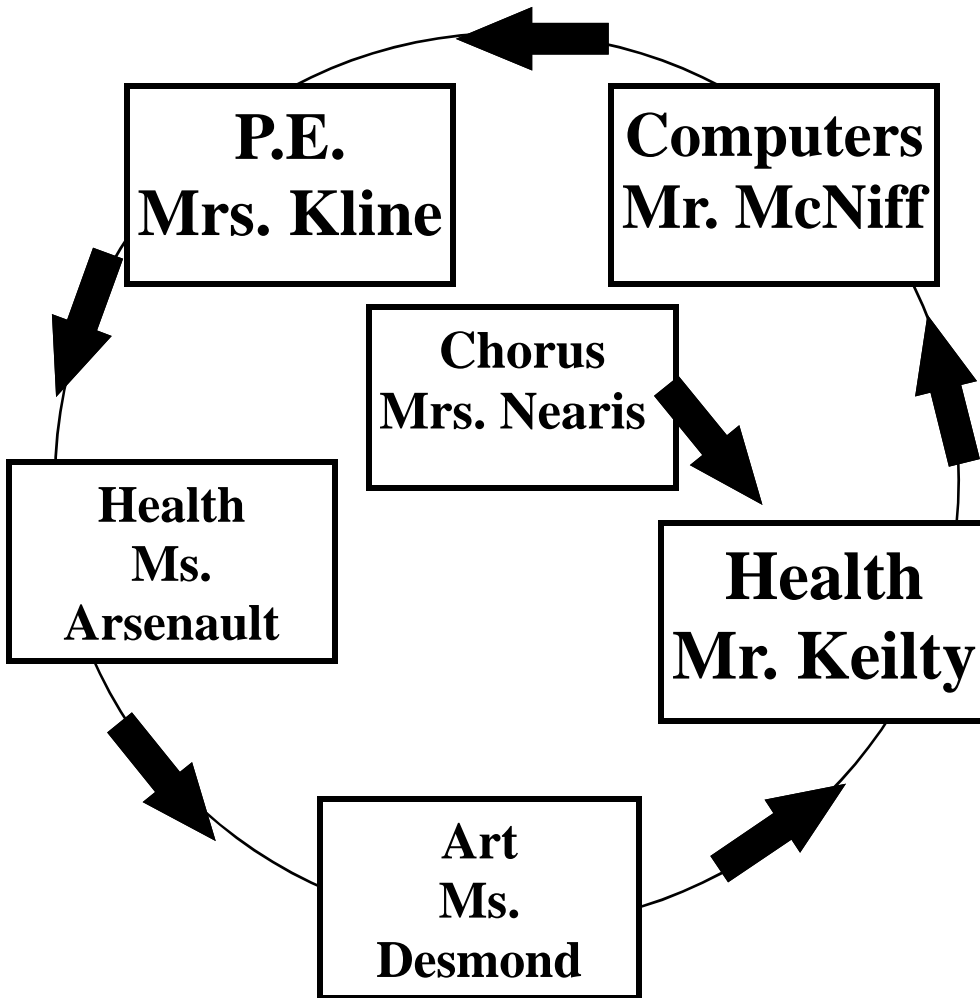 P.E.
Mrs. Kline
Computers
Mr. McNiff
Chorus
Mrs. Nearis
Health
Ms.
Arsenault
Health
Mr. Keilty
Art
Ms.
Desmond